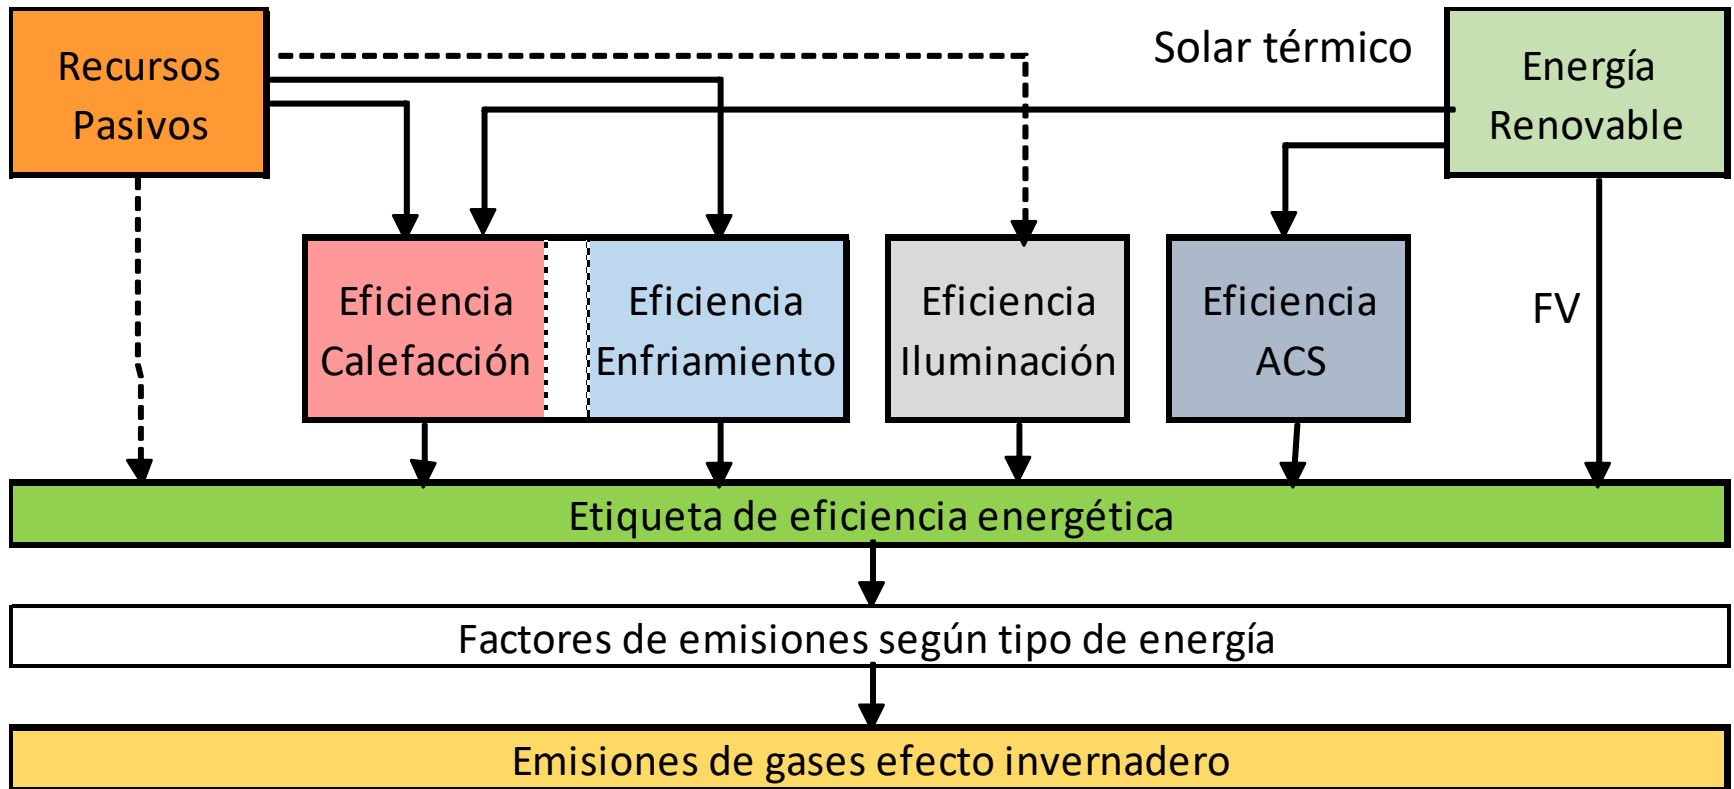 Recursos
Pasivos
Solar térmico
Energía
Renovable
Eficiencia
Calefacción
Eficiencia
Enfriamiento
Eficiencia
Iluminación
Eficiencia
ACS
FV
Etiqueta de eficiencia energética
Factores de emisiones según tipo de energía
Emisiones de gases efecto invernadero